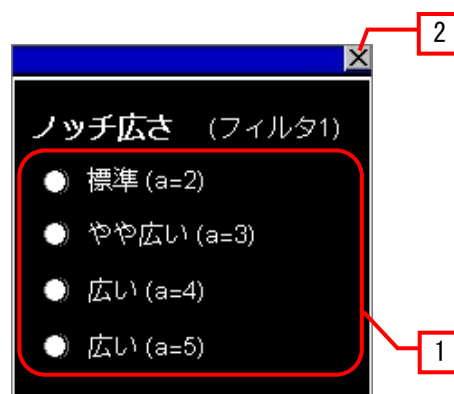 2
ノッチ広さ (フィルタ1)
標準 (a=2)
やや広い (a=3)
広い (a=4)
広い (a=5)
1